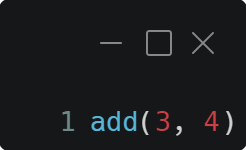 1 add(3, 4)